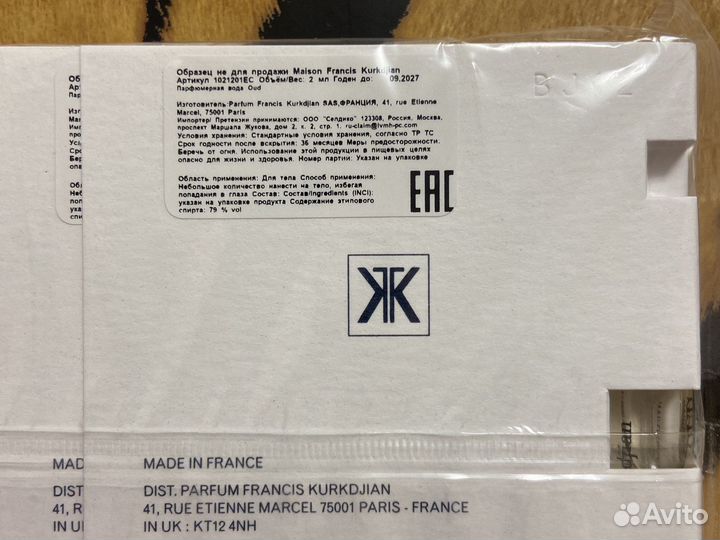 Образец не для продажи Maison Francis Kurkdjian
Артикул 1021201EC Объём/Вес: 2 мл Годен до: 09.2027
Парфюмерная вода Oud
Изготовитель:Parfum Francis Kurkdjian SAS,ФРАНЦИЯ, 41, rue Etienne
Marcel, 75001 Paris
Импортер/ Претензии принимаются: ООО "Селдико" 123308, Россия, Москва,
проспект Маршала Жукова, дом 2, к. 2, стр. 1. ru-claim@lvmh-pc.com
Условия хранения: Стандартные условия хранения, согласно ТР ТС
Срок годности после вскрытия: 36 месяцев Меры предосторожности:
Беречь от огня. Использование этой продукции в пищевых целях
опасно для жизни и здоровья. Номер партии: Указан на упаковке
Область применения: Для тела Способ применения:
Небольшое количество нанести на тело, избегая
попадания в глаза Состав: Состав/Ingredients (INCI):
указан на упаковке продукта Содержание этилового
спирта: 79 % vol
EAC
MADE IN FRANCE
DIST. PARFUM FRANCIS KURKDJIAN
41, RUE ETIENNE MARCEL 75001 PARIS - FRANCE
IN UK : KT12 4NH
MAD
DIST
41, R
IN U
Avito